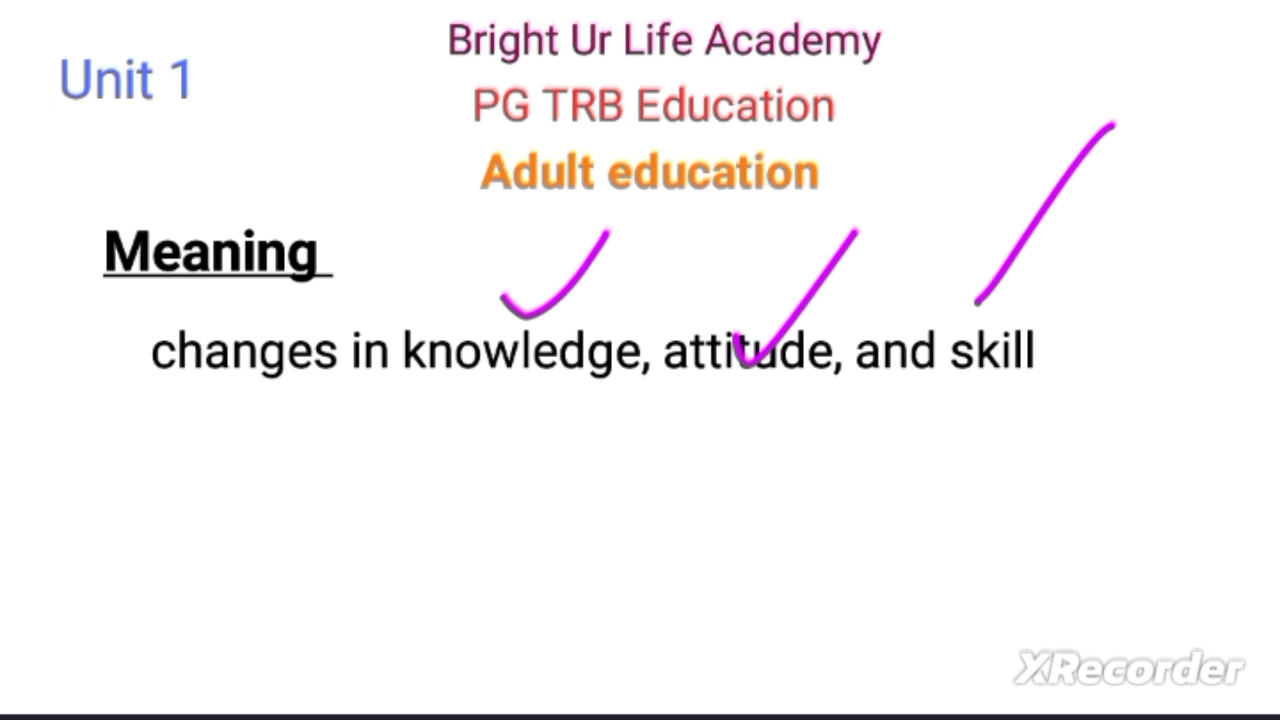 Bright Ur Life Academy
Unit 1
PG TRB Education
Adult education
Meaning
changes in knowledge, attitude, and skill
XRecorder